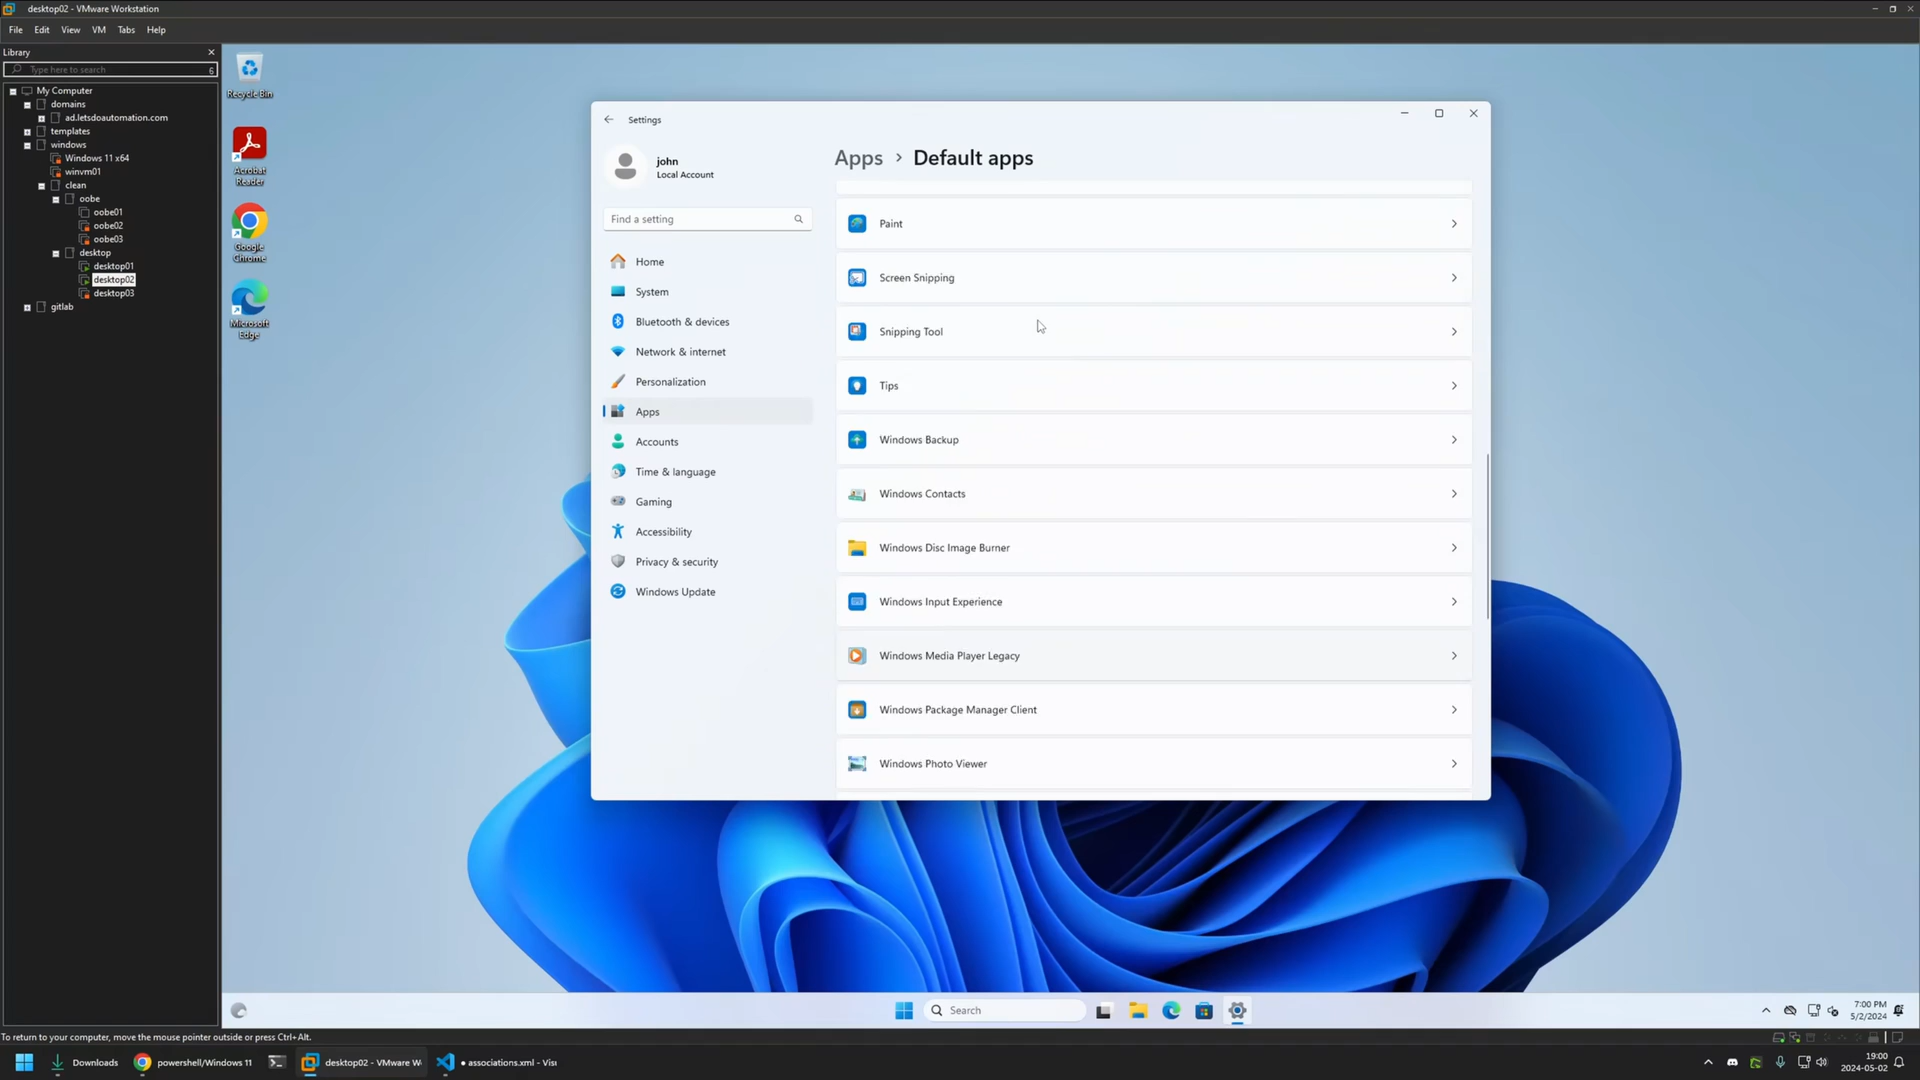 desktop02 - VMware Workstation
File Edit View VM Tabs Help
Library
Type here to search
My Computer
domains
ad.letsdoautomation.com
templates
windows
Windows 11 x64
winvm01
clean
oobe
oobe01
oobe02
oobe03
desktop
desktop01
desktop02
desktop03
gitlab
Recycle Bin
Acrobat
Reader
Google
Chrome
Microsoft
Edge
Settings
john
Local Account
Find a setting
Home
System
Bluetooth & devices
Network & internet
Personalization
Apps
Accounts
Time & language
Gaming
Accessibility
Privacy & security
Windows Update
Apps > Default apps
Paint
Screen Snipping
Snipping Tool
Tips
Windows Backup
Windows Contacts
Windows Disc Image Burner
Windows Input Experience
Windows Media Player Legacy
Windows Package Manager Client
Windows Photo Viewer
Search
7:00 PM
5/2/2024
To return to your computer, move the mouse pointer outside or press Ctrl+Alt.
Downloads
powershell/Windows 11
desktop02 - VMware W
• associations.xml - Visu
19:00
2024-05-02